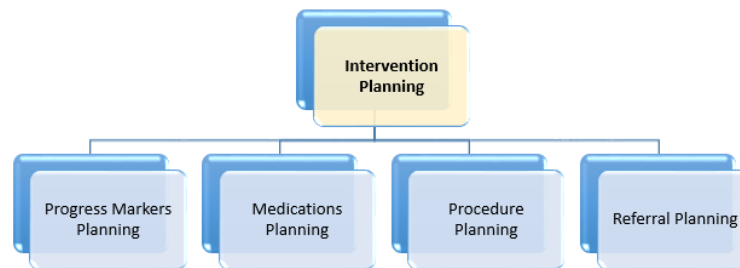 Intervention
Planning
Progress Markers
Planning
Medications
Planning
Procedure
Planning
Referral Planning